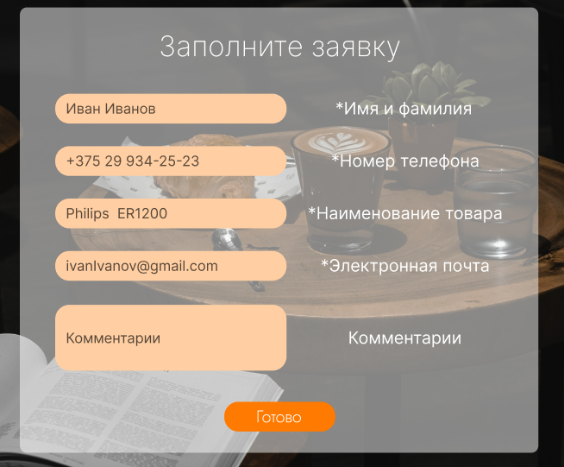 Заполните заявку
Иван Иванов
*Имя и фамилия
+375 29 934-25-23
*Номер телефона
Philips  ER1200
*Наименование товара
ivanIvanov@gmail.com
*Электронная почта
Комментарии
Комментарии
Готово